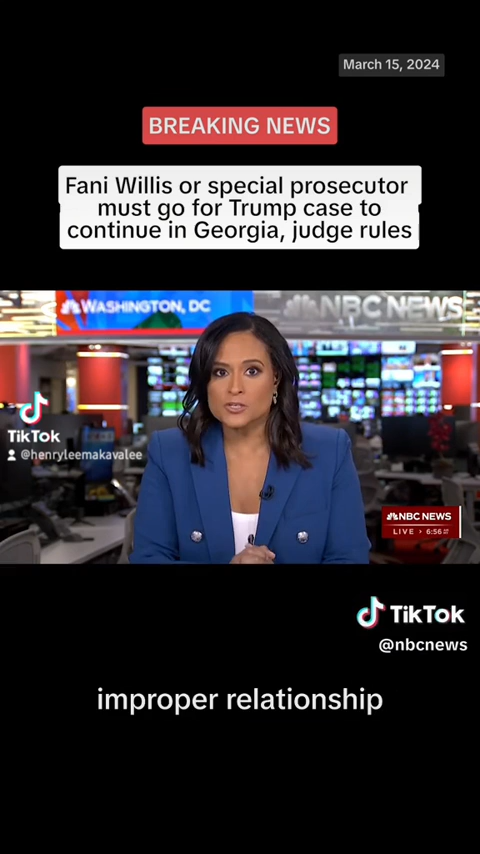 March 15, 2024
BREAKING NEWS
Fani Willis or special prosecutor
must go for Trump case to
continue in Georgia, judge rules
WASHINGTON, DC
NBC NEWS
TikTok
@henryleemakavalee
NBC NEWS
LIVE 6:56 ET
TikTok
@nbcnews
improper relationship